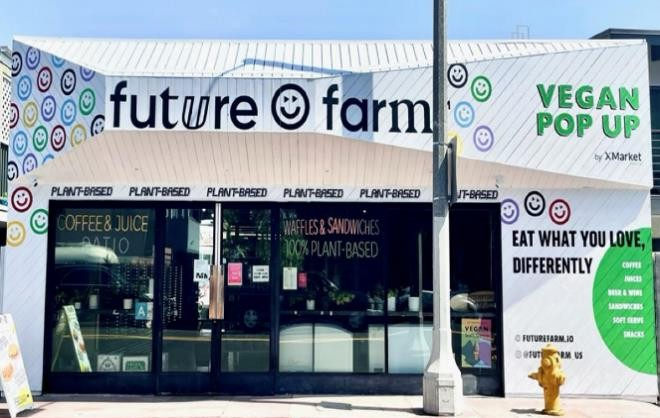 future farm
VEGAN
POP UP
by XMarket
PLANT-BASED PLANT-BASED PLANT-BASED PLANT-BASED PLANT-BASED PLANT-BASED
COFFEE & JUICE
PATIO
WAFFLES & SANDWICHES
100% PLANT-BASED
A
VEGAN
EAT WHAT YOU LOVE,
DIFFERENTLY
COFFEE
JUICES
BEER & WINE
SANDWICHES
SOFT SERVE
SNACKS
FUTUREFARM.IO
@FUTUREFARM_US